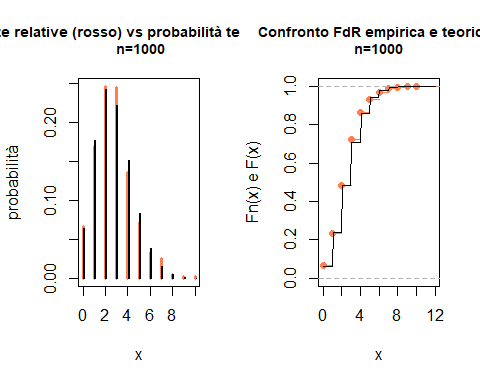 te relative (rosso) vs probabilità te
n=1000
probabilità
0.00 0.10 0.20
0 2 4 6 8
x
Confronto FdR empirica e teoric
n=1000
Fn(x) e F(x)
0.0 0.2 0.4 0.6 0.8 1.0
0 4 8 12
x